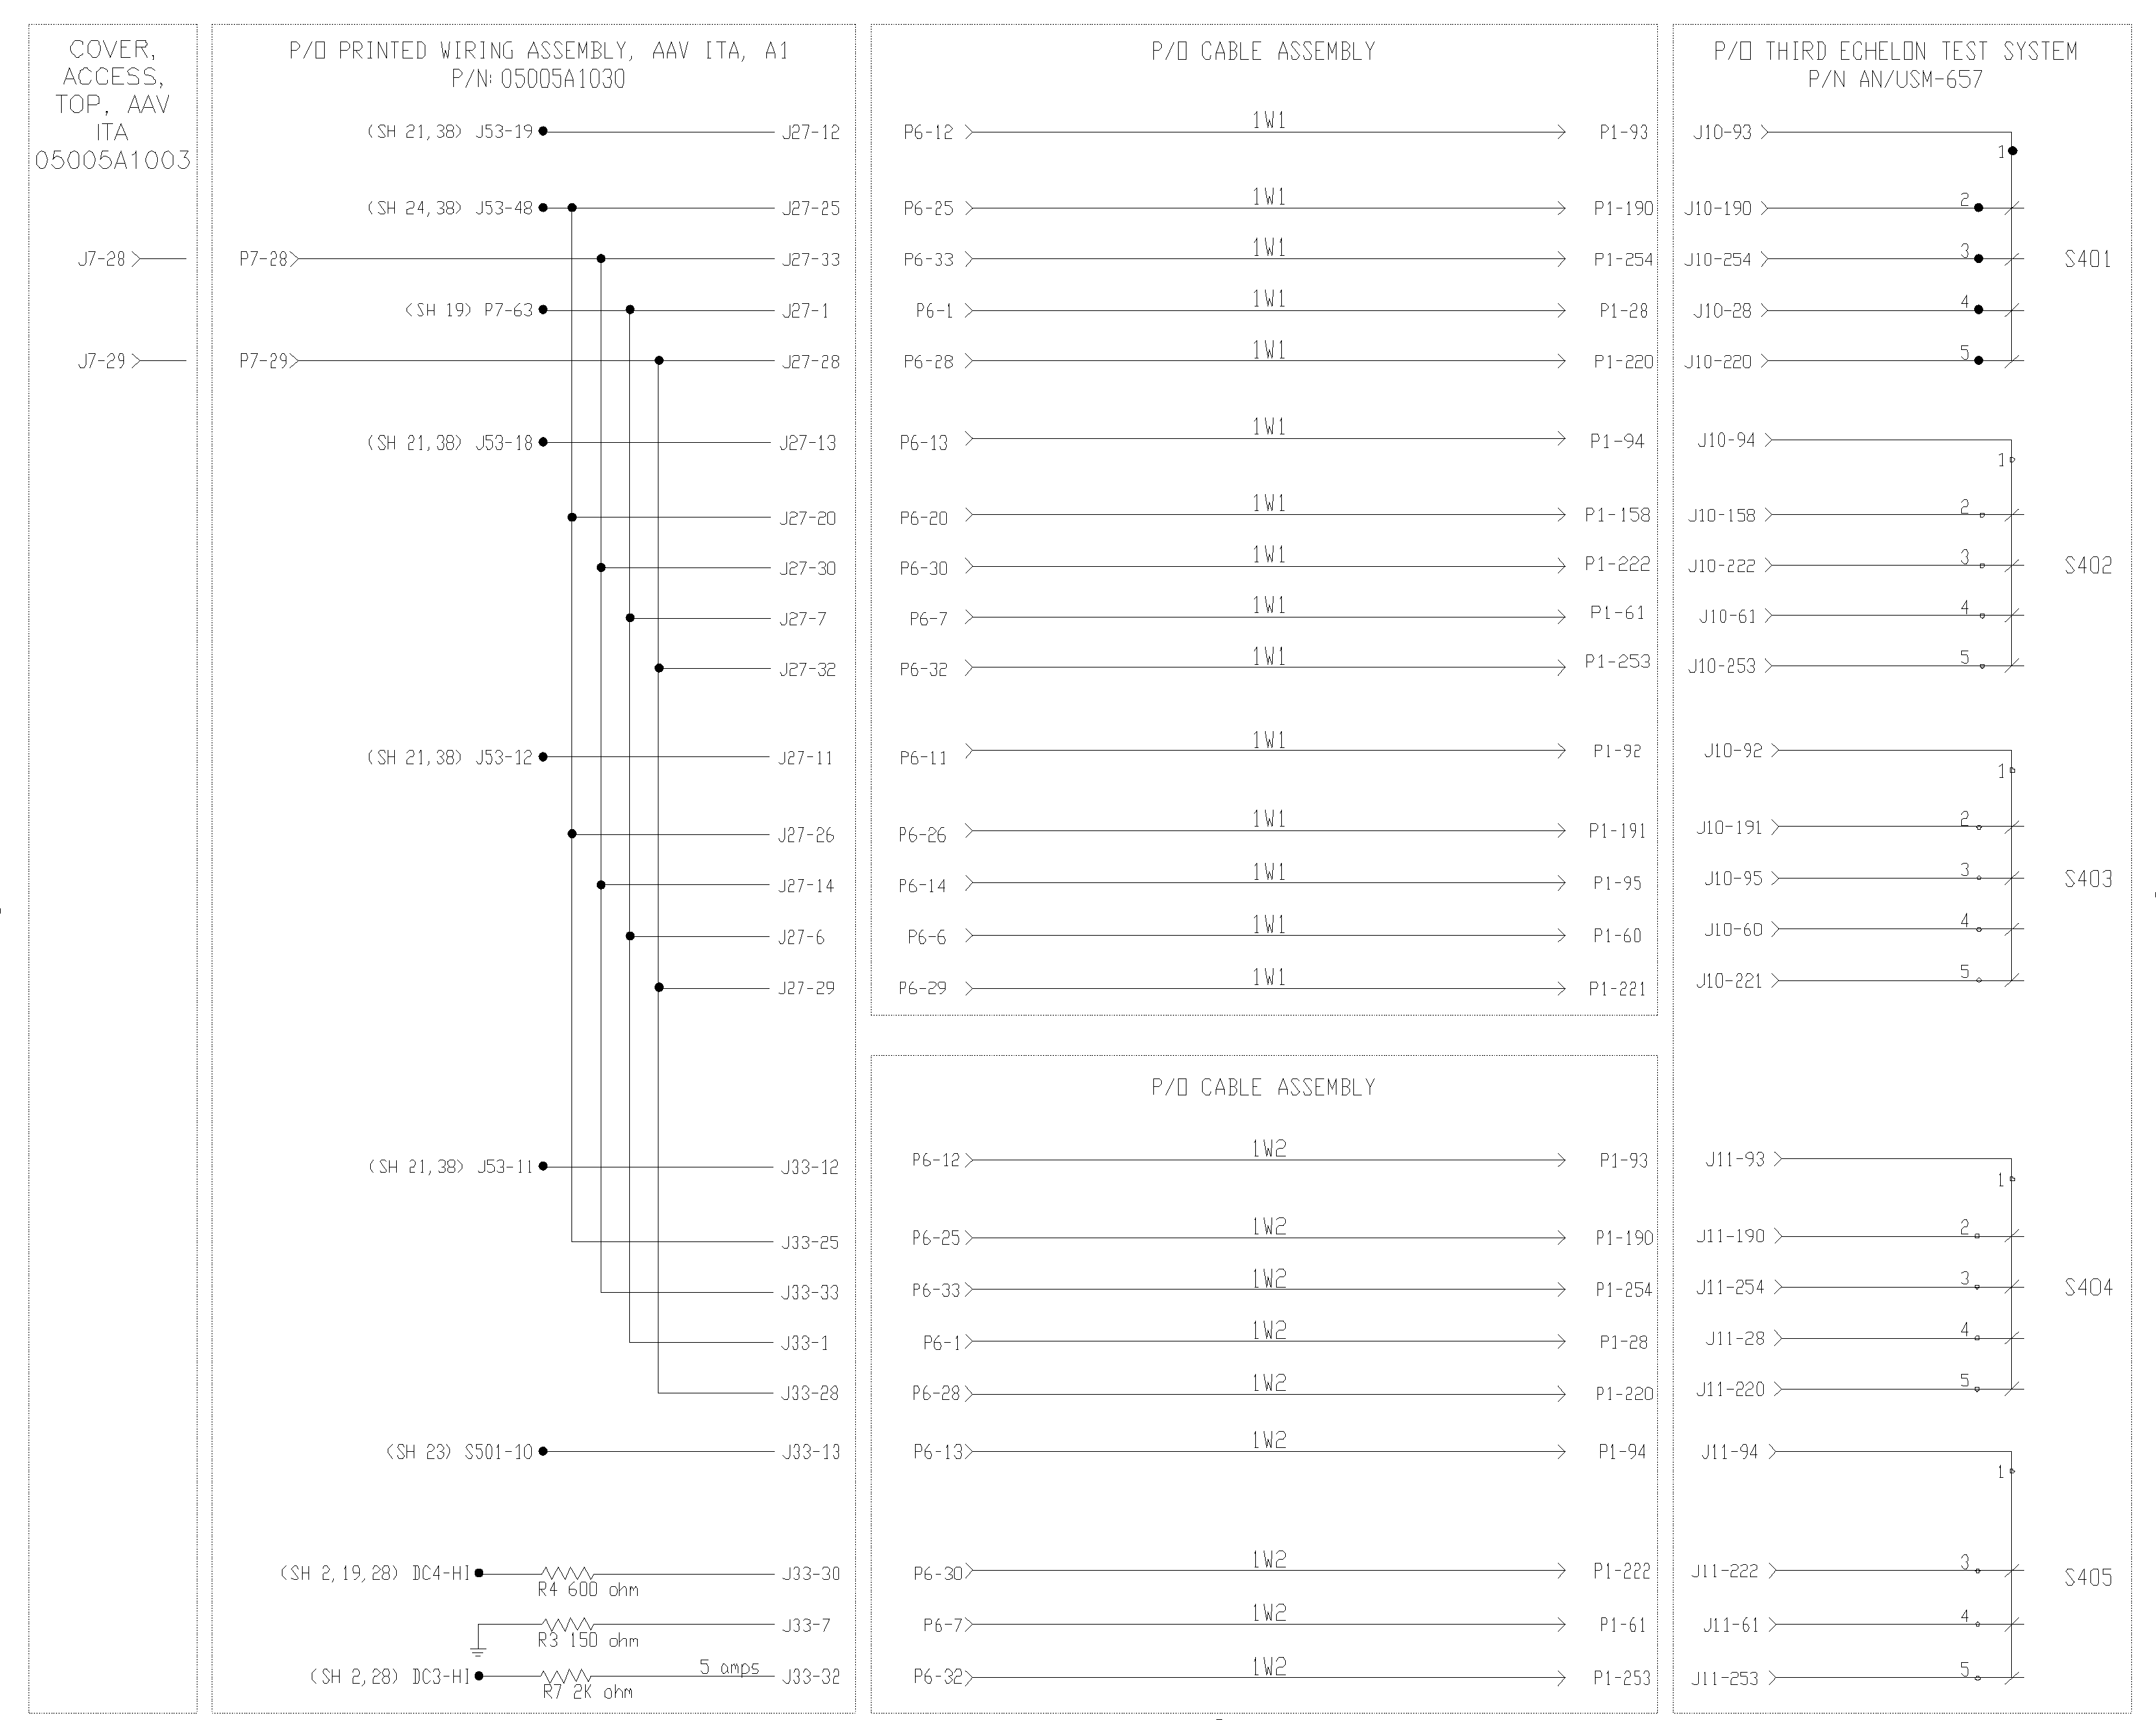 COVER,
ACCESS,
TOP, AAV
ITA
05005A1003
P/O PRINTED WIRING ASSEMBLY, AAV ITA, A1
P/N: 05005A1030
P/O CABLE ASSEMBLY
P/O THIRD ECHELON TEST SYSTEM
P/N AN/USM-657
(SH 21,38) J53-19 J27-12 P6-12 1W1 P1-93 J10-93
1
(SH 24,38) J53-48 J27-25 P6-25 1W1 P1-190 J10-190 2
J7-28 P7-28 J27-33 P6-33 1W1 P1-254 J10-254 3 S401
(SH 19) P7-63 J27-1 P6-1 1W1 P1-28 J10-28 4
J7-29 P7-29 J27-28 P6-28 1W1 P1-220 J10-220 5
(SH 21,38) J53-18 J27-13 P6-13 1W1 P1-94 J10-94
1
J27-20 P6-20 1W1 P1-158 J10-158 2
J27-30 P6-30 1W1 P1-222 J10-222 3 S402
J27-7 P6-7 1W1 P1-61 J10-61 4
J27-32 P6-32 1W1 P1-253 J10-253 5
(SH 21,38) J53-12 J27-11 P6-11 1W1 P1-92 J10-92
1
J27-26 P6-26 1W1 P1-191 J10-191 2
J27-14 P6-14 1W1 P1-95 J10-95 3 S403
J27-6 P6-6 1W1 P1-60 J10-60 4
J27-29 P6-29 1W1 P1-221 J10-221 5
P/O CABLE ASSEMBLY
(SH 21,38) J53-11 J33-12 P6-12 1W2 P1-93 J11-93
1
J33-25 P6-25 1W2 P1-190 J11-190 2
J33-33 P6-33 1W2 P1-254 J11-254 3 S404
J33-1 P6-1 1W2 P1-28 J11-28 4
J33-28 P6-28 1W2 P1-220 J11-220 5
(SH 23) S501-10 J33-13 P6-13 1W2 P1-94 J11-94
1
(SH 2,19,28) DC4-HI J33-30 P6-30 1W2 P1-222 J11-222 3 S405
R4 600 ohm
J33-7 P6-7 1W2 P1-61 J11-61 4
R3 150 ohm
(SH 2,28) DC3-HI 5 amps J33-32 P6-32 1W2 P1-253 J11-253 5
R7 2K ohm